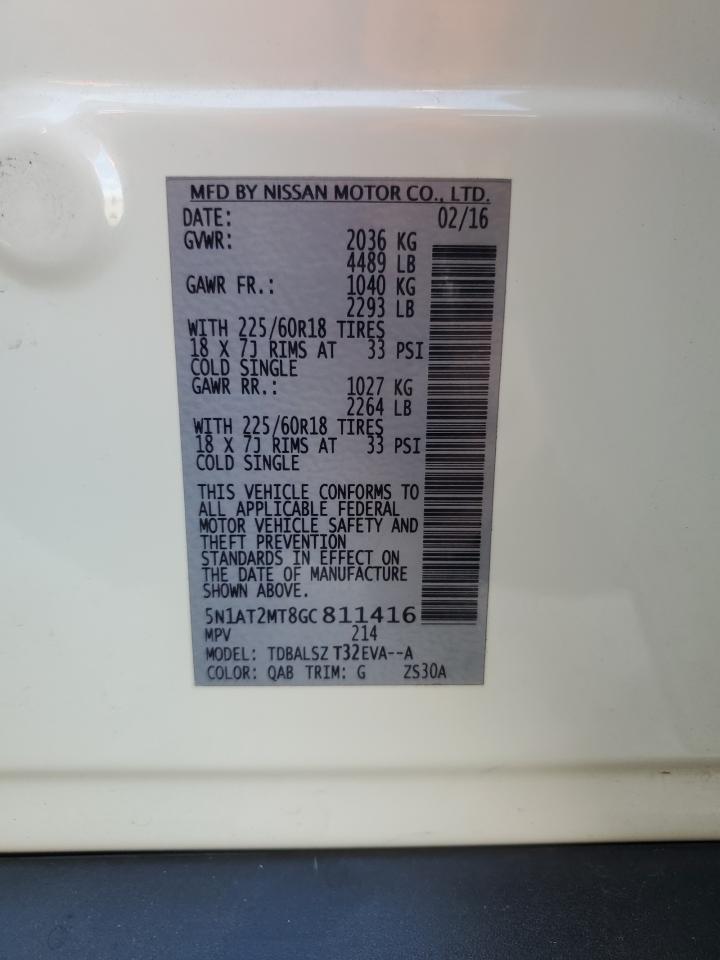 MFD BY NISSAN MOTOR CO., LTD.
DATE: 02/16
GVWR: 2036 KG
4489 LB
GAWR FR.: 1040 KG
2293 LB
WITH 225/60R18 TIRES
18 X 7J RIMS AT 33 PSI
COLD SINGLE
GAWR RR.: 1027 KG
2264 LB
WITH 225/60R18 TIRES
18 X 7J RIMS AT 33 PSI
COLD SINGLE
THIS VEHICLE CONFORMS TO
ALL APPLICABLE FEDERAL
MOTOR VEHICLE SAFETY AND
THEFT PREVENTION
STANDARDS IN EFFECT ON
THE DATE OF MANUFACTURE
SHOWN ABOVE.
5N1AT2MT8GC811416
MPV 214
MODEL: TDBALSZ T32EVA--A
COLOR: QAB TRIM: G ZS30A